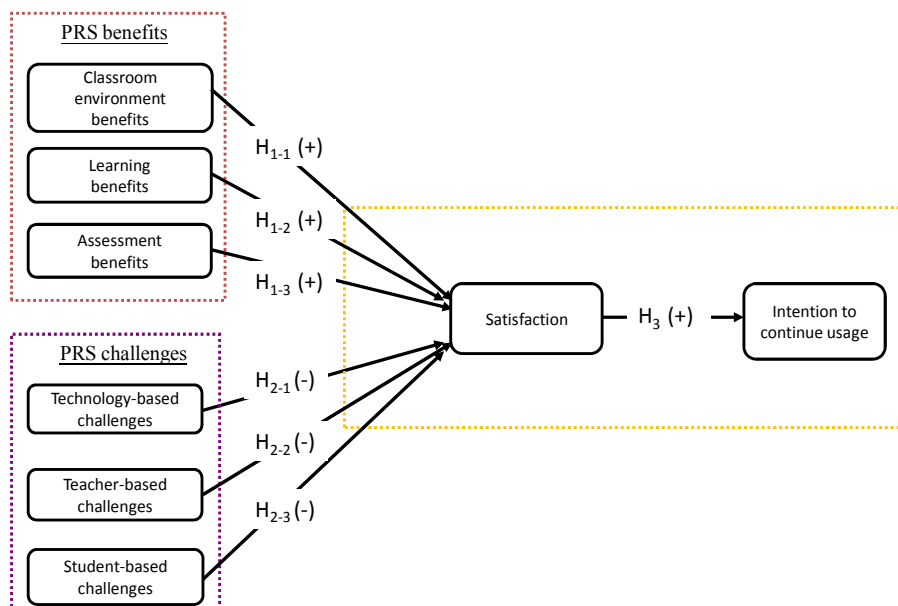 PRS benefits
Classroom
environment
benefits
H1-1 (+)
Learning
benefits
H1-2 (+)
Assessment
benefits
H1-3 (+)
Satisfaction
H3 (+)
Intention to
continue usage
PRS challenges
Technology-based
challenges
H2-1 (-)
Teacher-based
challenges
H2-2 (-)
Student-based
challenges
H2-3 (-)